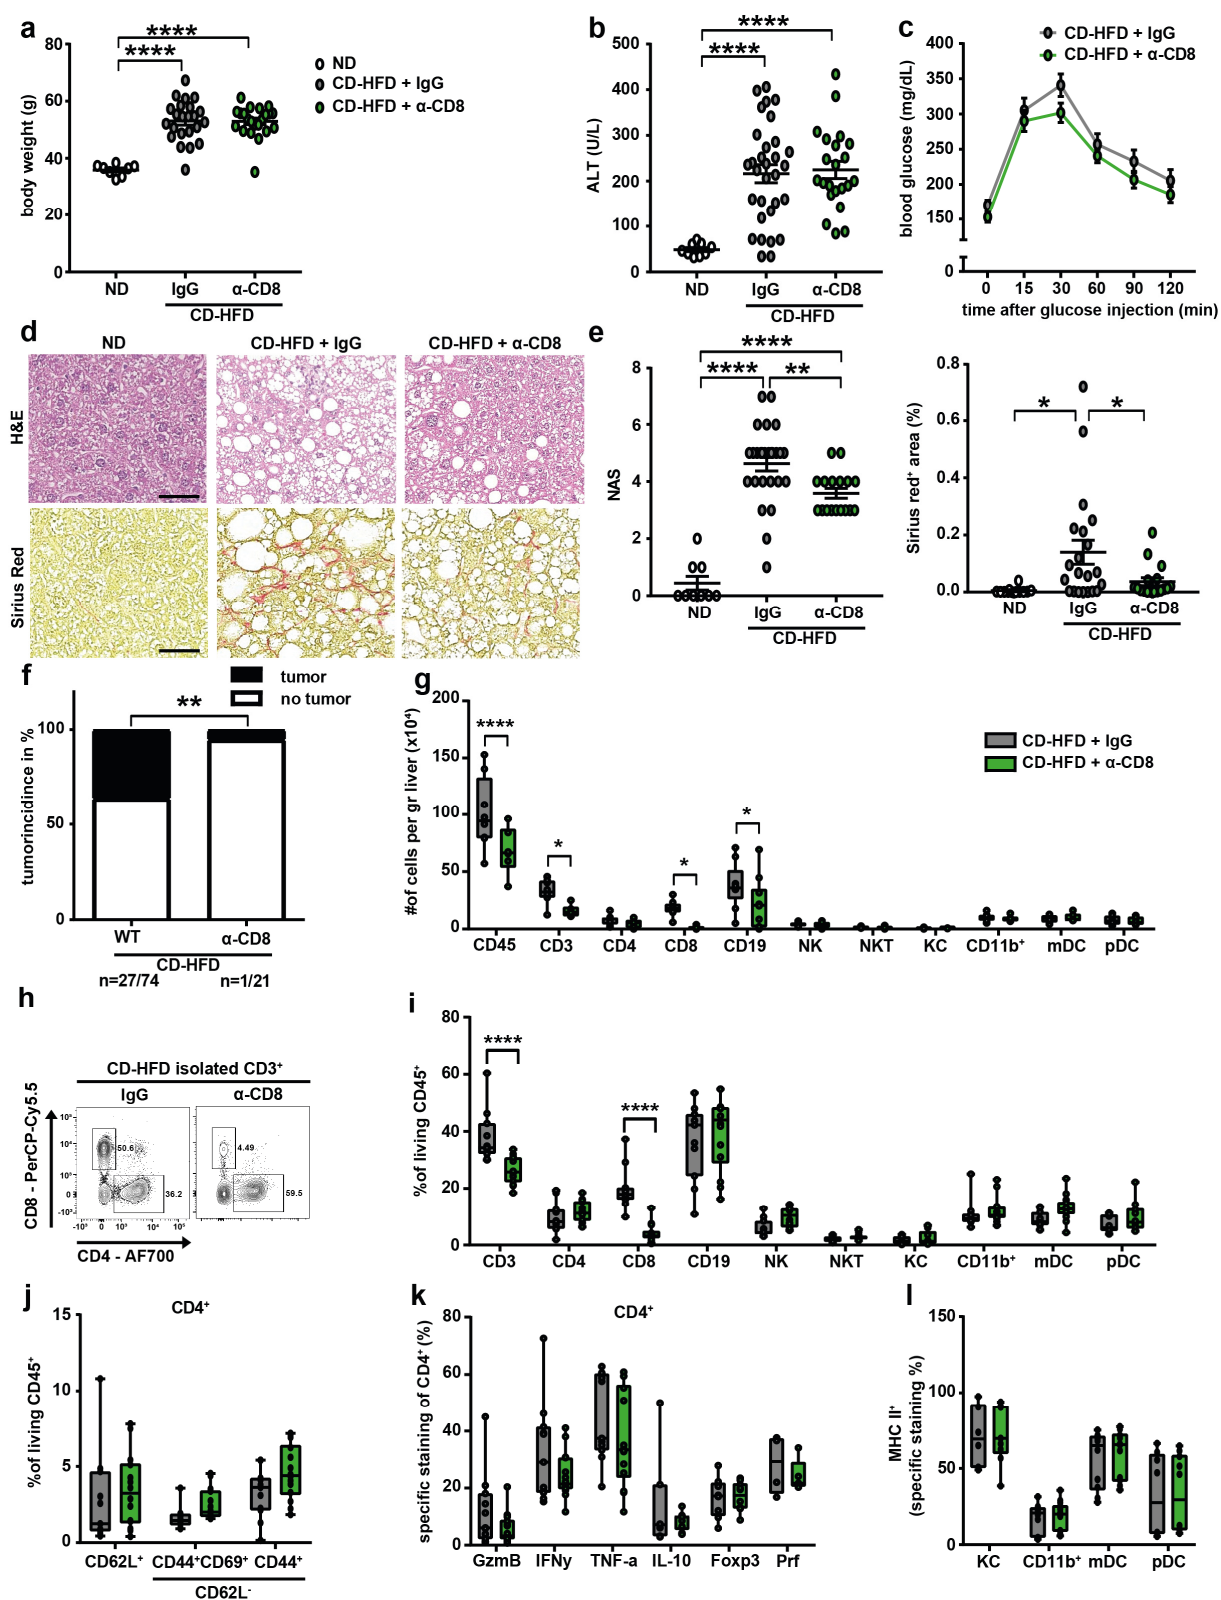 a
****
****
80
60
40
20
0
body weight (g)
ND
IgG
α-CD8
CD-HFD
ND
CD-HFD + IgG
CD-HFD + α-CD8
b
****
****
500
400
300
200
100
0
ALT (U/L)
ND
IgG
α-CD8
CD-HFD
c
CD-HFD + IgG
CD-HFD + α-CD8
400
350
300
250
150
0
blood glucose (mg/dL)
0 15 30 60 90 120
time after glucose injection (min)
d
ND
CD-HFD + IgG
CD-HFD + α-CD8
H&E
Sirius Red
e
****
****
**
8
6
4
2
0
NAS
ND
IgG
α-CD8
CD-HFD
*
*
0.8
0.6
0.4
0.2
0.0
Sirius red⁺ area (%)
ND
IgG
α-CD8
CD-HFD
f
tumor
no tumor
**
100
50
0
tumorincidince in %
WT
α-CD8
CD-HFD
n=27/74
n=1/21
g
200
150
100
50
0
#of cells per gr liver (x10⁴)
****
*
*
*
CD-HFD + IgG
CD-HFD + α-CD8
CD45 CD3 CD4 CD8 CD19 NK NKT KC CD11b⁺ mDC pDC
h
CD-HFD isolated CD3⁺
IgG
α-CD8
CD8 - PerCP-Cy5.5
50.6
36.2
4.49
59.5
CD4 - AF700
i
80
60
40
20
0
%of living CD45⁺
****
****
CD3 CD4 CD8 CD19 NK NKT KC CD11b⁺ mDC pDC
j
CD4⁺
15
10
5
0
%of living CD45⁺
CD62L⁺ CD44⁺CD69⁺ CD44⁺
CD62L⁻
k
CD4⁺
80
60
40
20
0
specific staining of CD4⁺ (%)
GzmB IFNy TNF-a IL-10 Foxp3 Prf
l
150
100
50
0
MHC II⁺
(specific staining %)
KC CD11b⁺ mDC pDC